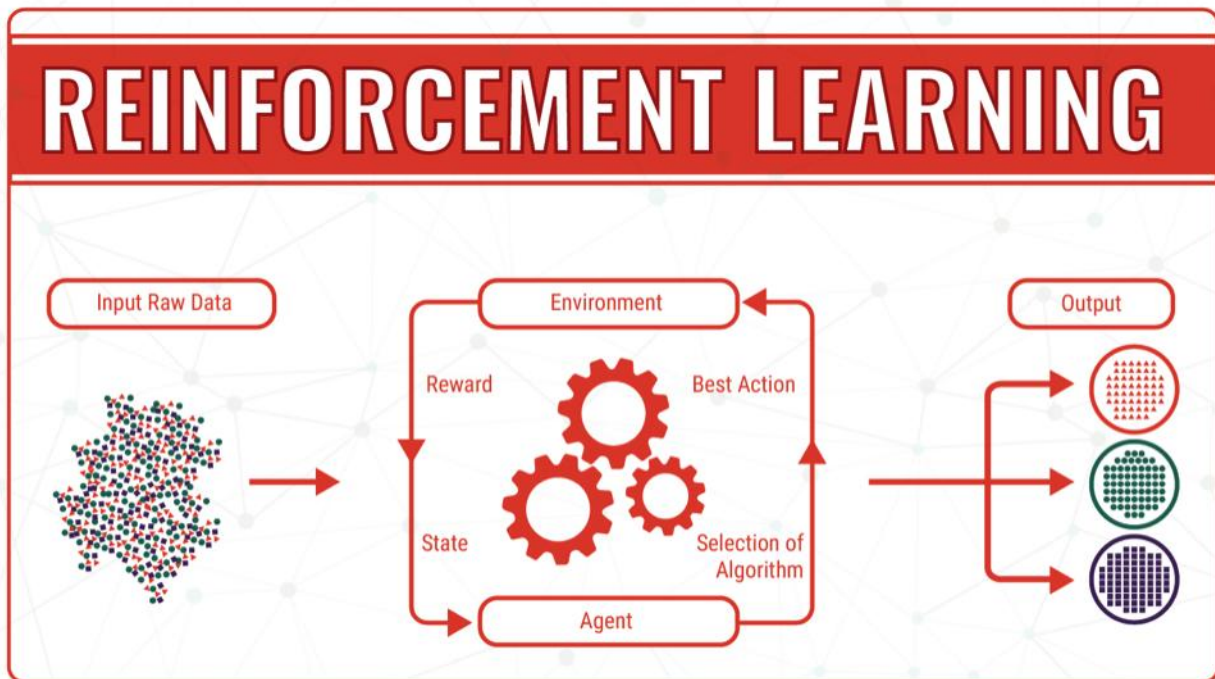 REINFORCEMENT LEARNING
Input Raw Data
Environment
Output
Reward
Best Action
State
Selection of
Algorithm
Agent